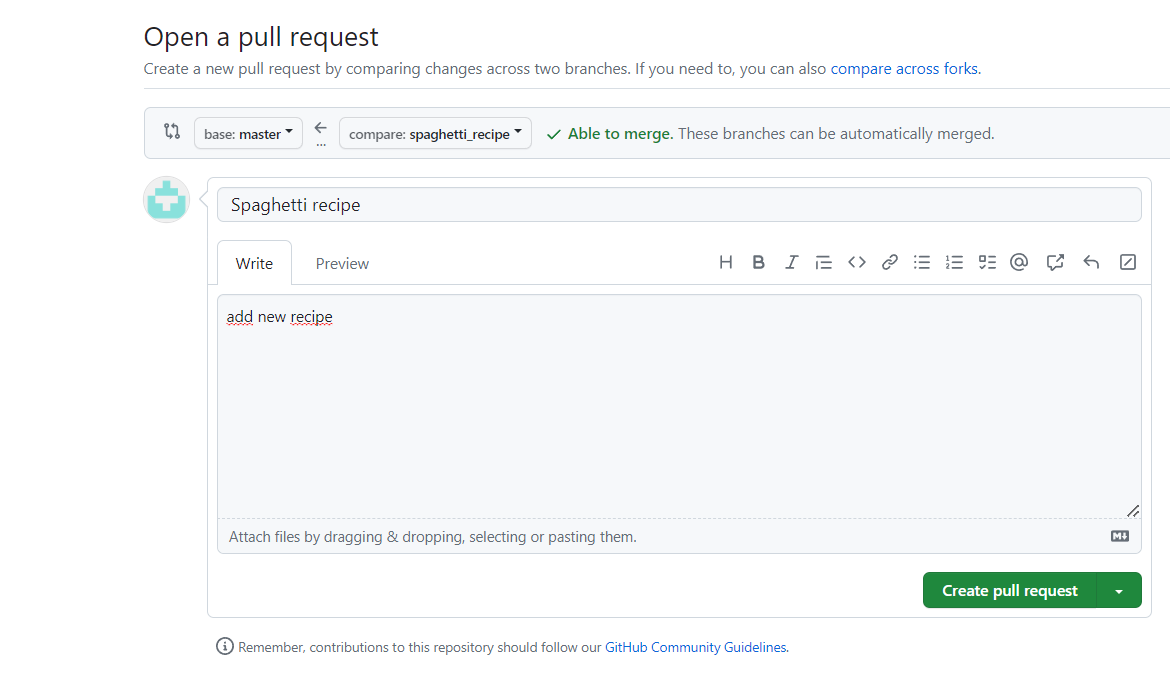 Open a pull request
Create a new pull request by comparing changes across two branches. If you need to, you can also compare across forks.
base: master ... compare: spaghetti_recipe Able to merge. These branches can be automatically merged.
Spaghetti recipe
Write Preview
add new recipe
Attach files by dragging & dropping, selecting or pasting them.
Create pull request
Remember, contributions to this repository should follow our GitHub Community Guidelines.